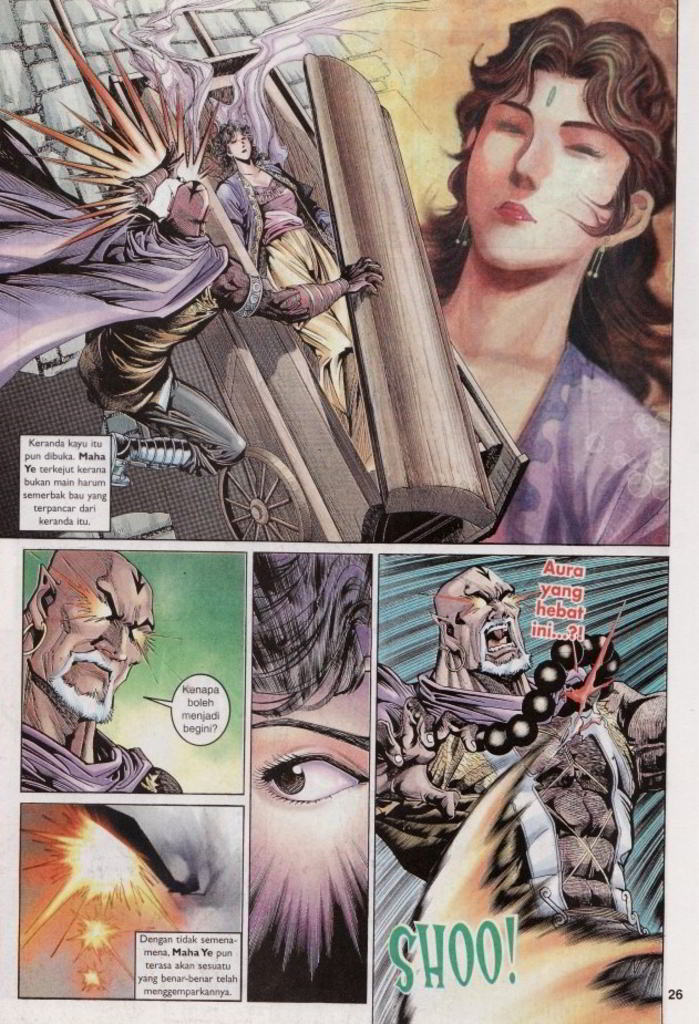 Keranda kayu itu
pun dibuka. Maha
Ye terkejut kerana
bukan main harum
semerbak bau yang
terpancar dari
keranda itu.
Kenapa
boleh
menjadi
begini?
Dengan tidak semena-
mena, Maha Ye pun
terasa akan sesuatu
yang benar-benar telah
menggemparkannya.
Aura
yang
hebat
ini...?!
SHOO!
26